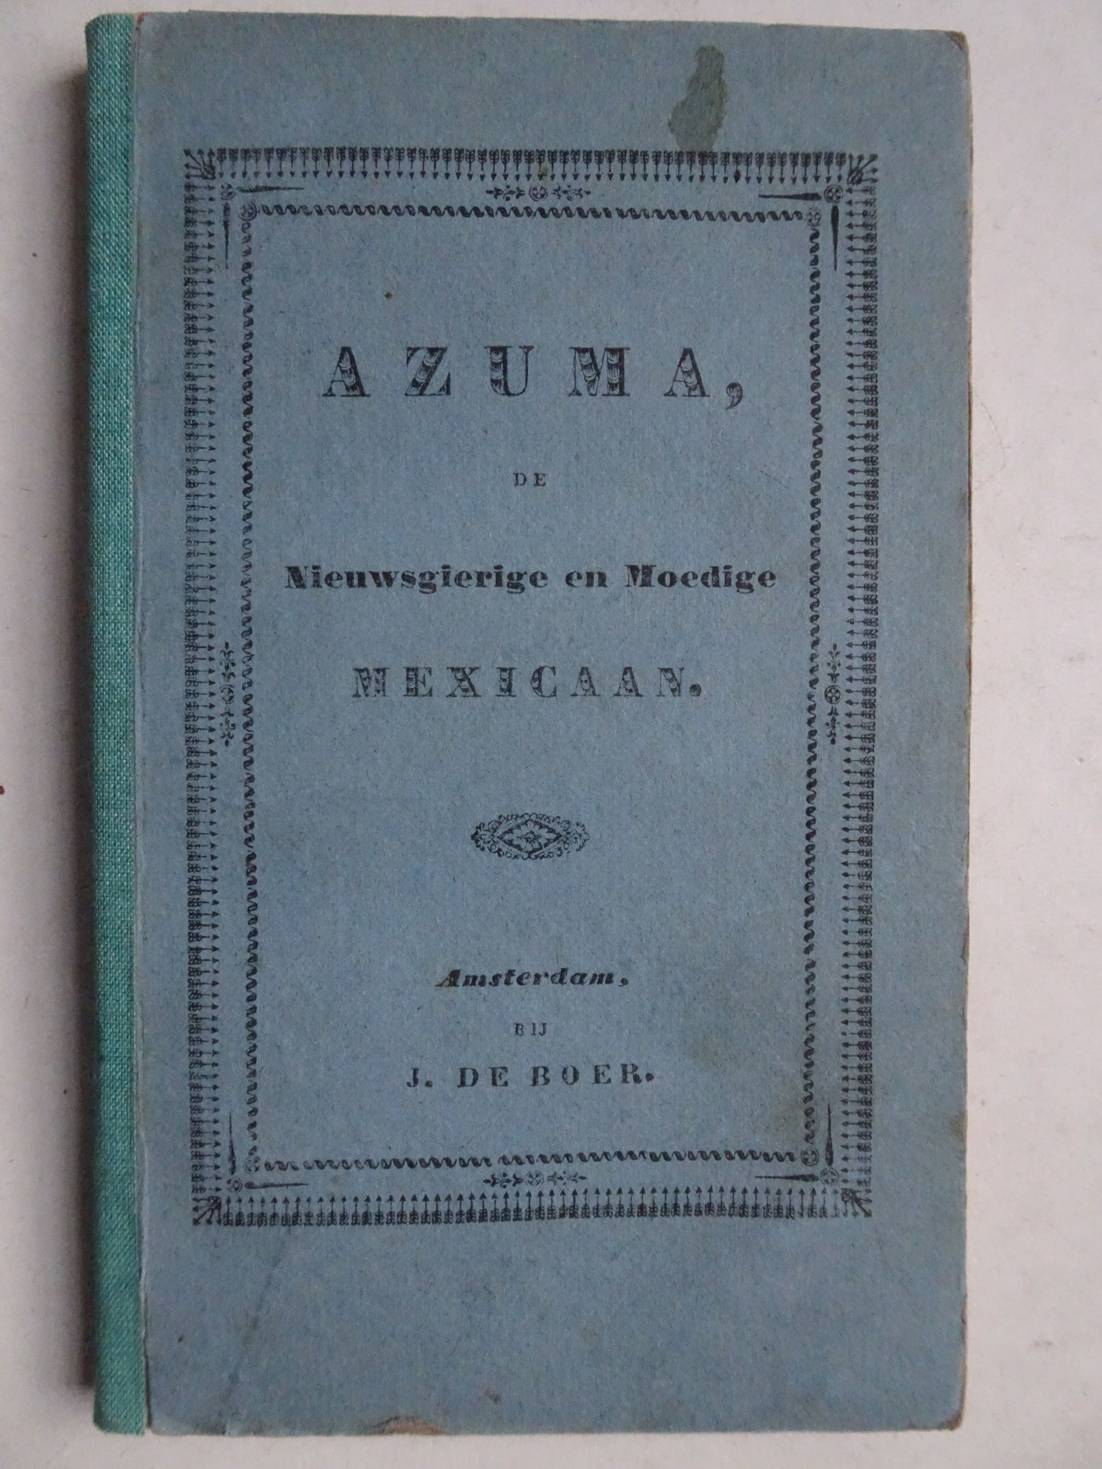 AZUMA,
DE
Nieuwsgierige en Moedige
MEXICAAN.
Amsterdam,
BIJ
J. DE BOER.